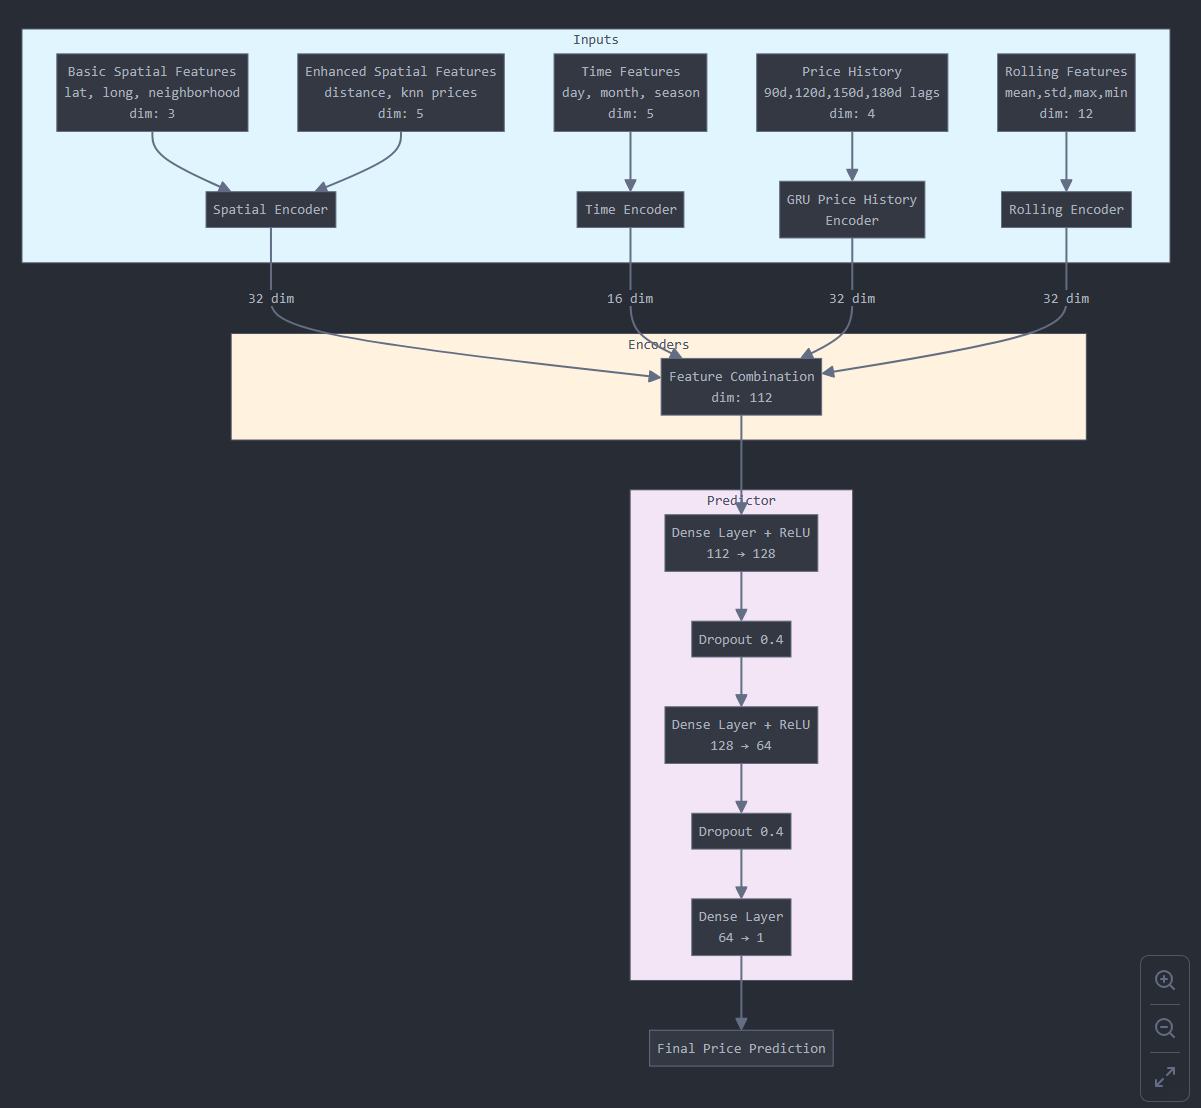 Inputs
Basic Spatial Features
lat, long, neighborhood
dim: 3
Enhanced Spatial Features
distance, knn prices
dim: 5
Time Features
day, month, season
dim: 5
Price History
90d,120d,150d,180d lags
dim: 4
Rolling Features
mean,std,max,min
dim: 12
Spatial Encoder
Time Encoder
GRU Price History
Encoder
Rolling Encoder
32 dim
16 dim
32 dim
32 dim
Encoders
Feature Combination
dim: 112
Predictor
Dense Layer + ReLU
112 → 128
Dropout 0.4
Dense Layer + ReLU
128 → 64
Dropout 0.4
Dense Layer
64 → 1
Final Price Prediction